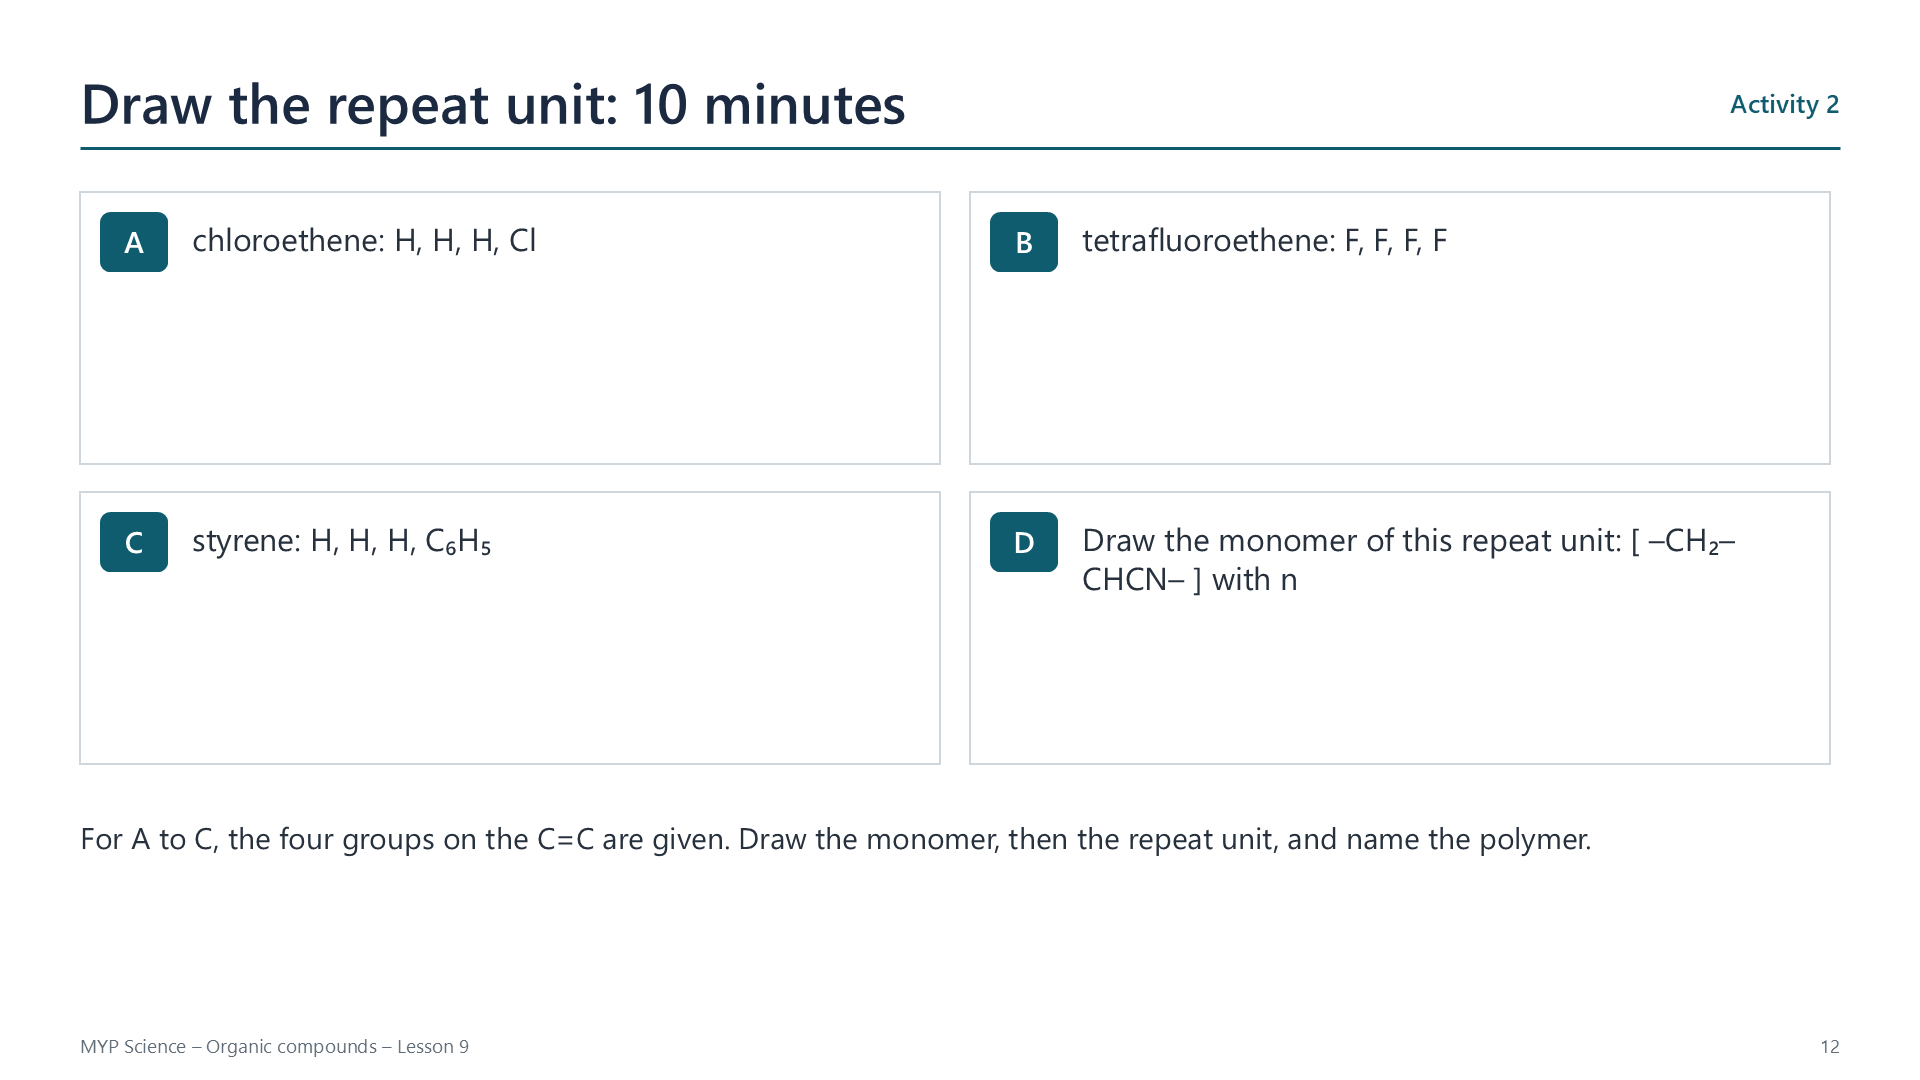 Draw the repeat unit: 10 minutes
Activity 2
A
chloroethene: H, H, H, Cl
B
tetrafluoroethene: F, F, F, F
C
styrene: H, H, H, C₆H₅
D
Draw the monomer of this repeat unit: [ –CH₂–
CHCN– ] with n
For A to C, the four groups on the C=C are given. Draw the monomer, then the repeat unit, and name the polymer.
MYP Science – Organic compounds – Lesson 9
12